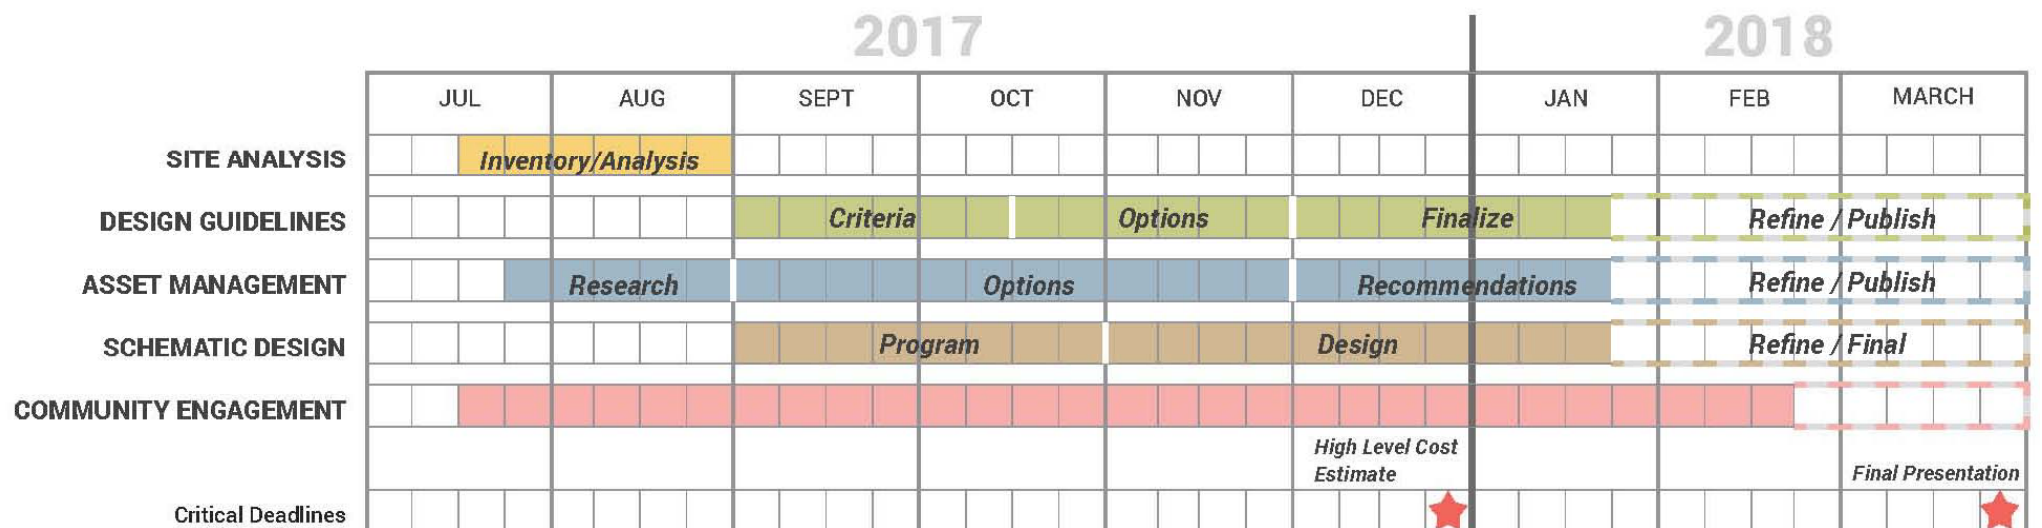 2017 2018
JUL AUG SEPT OCT NOV DEC JAN FEB MARCH
SITE ANALYSIS Inventory/Analysis
DESIGN GUIDELINES Criteria Options Finalize Refine / Publish
ASSET MANAGEMENT Research Options Recommendations Refine / Publish
SCHEMATIC DESIGN Program Design Refine / Final
COMMUNITY ENGAGEMENT
High Level Cost
Estimate Final Presentation
Critical Deadlines